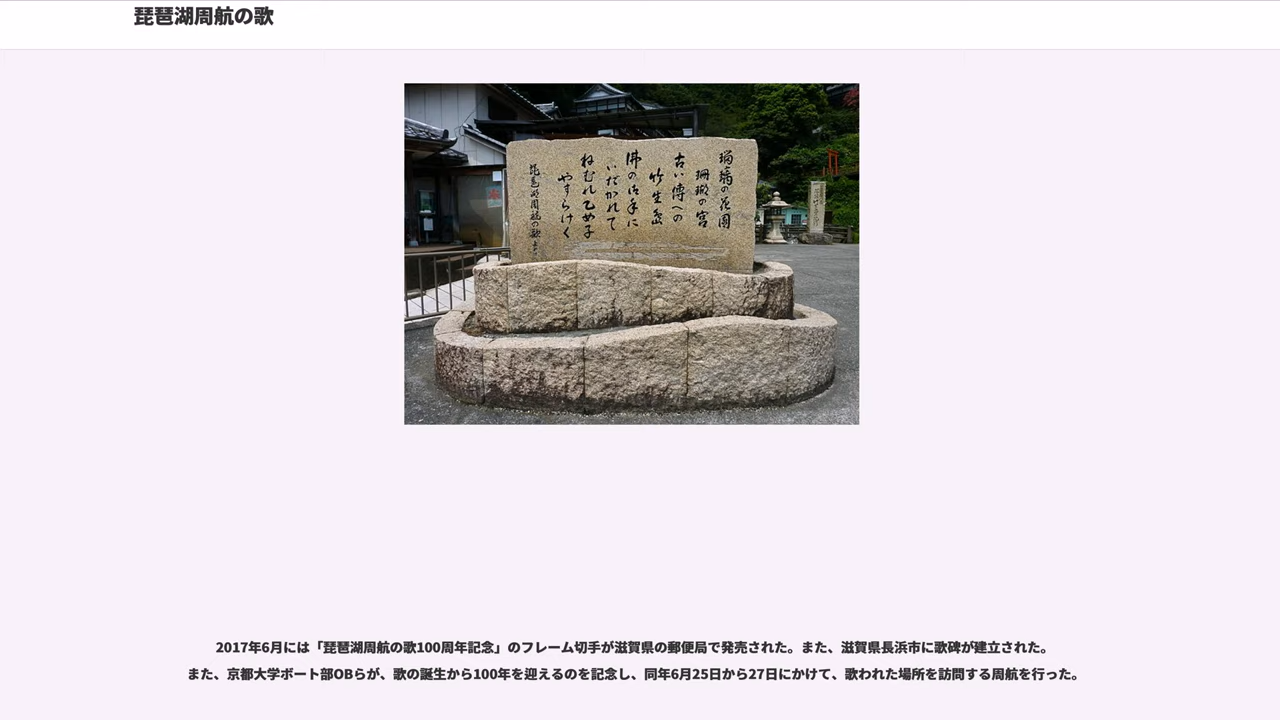 琵琶湖周航の歌
瑠璃の花園
珊瑚の宮
古い傳への
竹生島
佛の御手に
いだかれて
ねむれ乙め子
やすらけく
琵琶湖周航の歌より
2017年6月には「琵琶湖周航の歌100周年記念」のフレーム切手が滋賀県の郵便局で発売された。また、滋賀県長浜市に歌碑が建立された。
また、京都大学ボート部OBらが、歌の誕生から100年を迎えるのを記念し、同年6月25日から27日にかけて、歌われた場所を訪問する周航を行った。